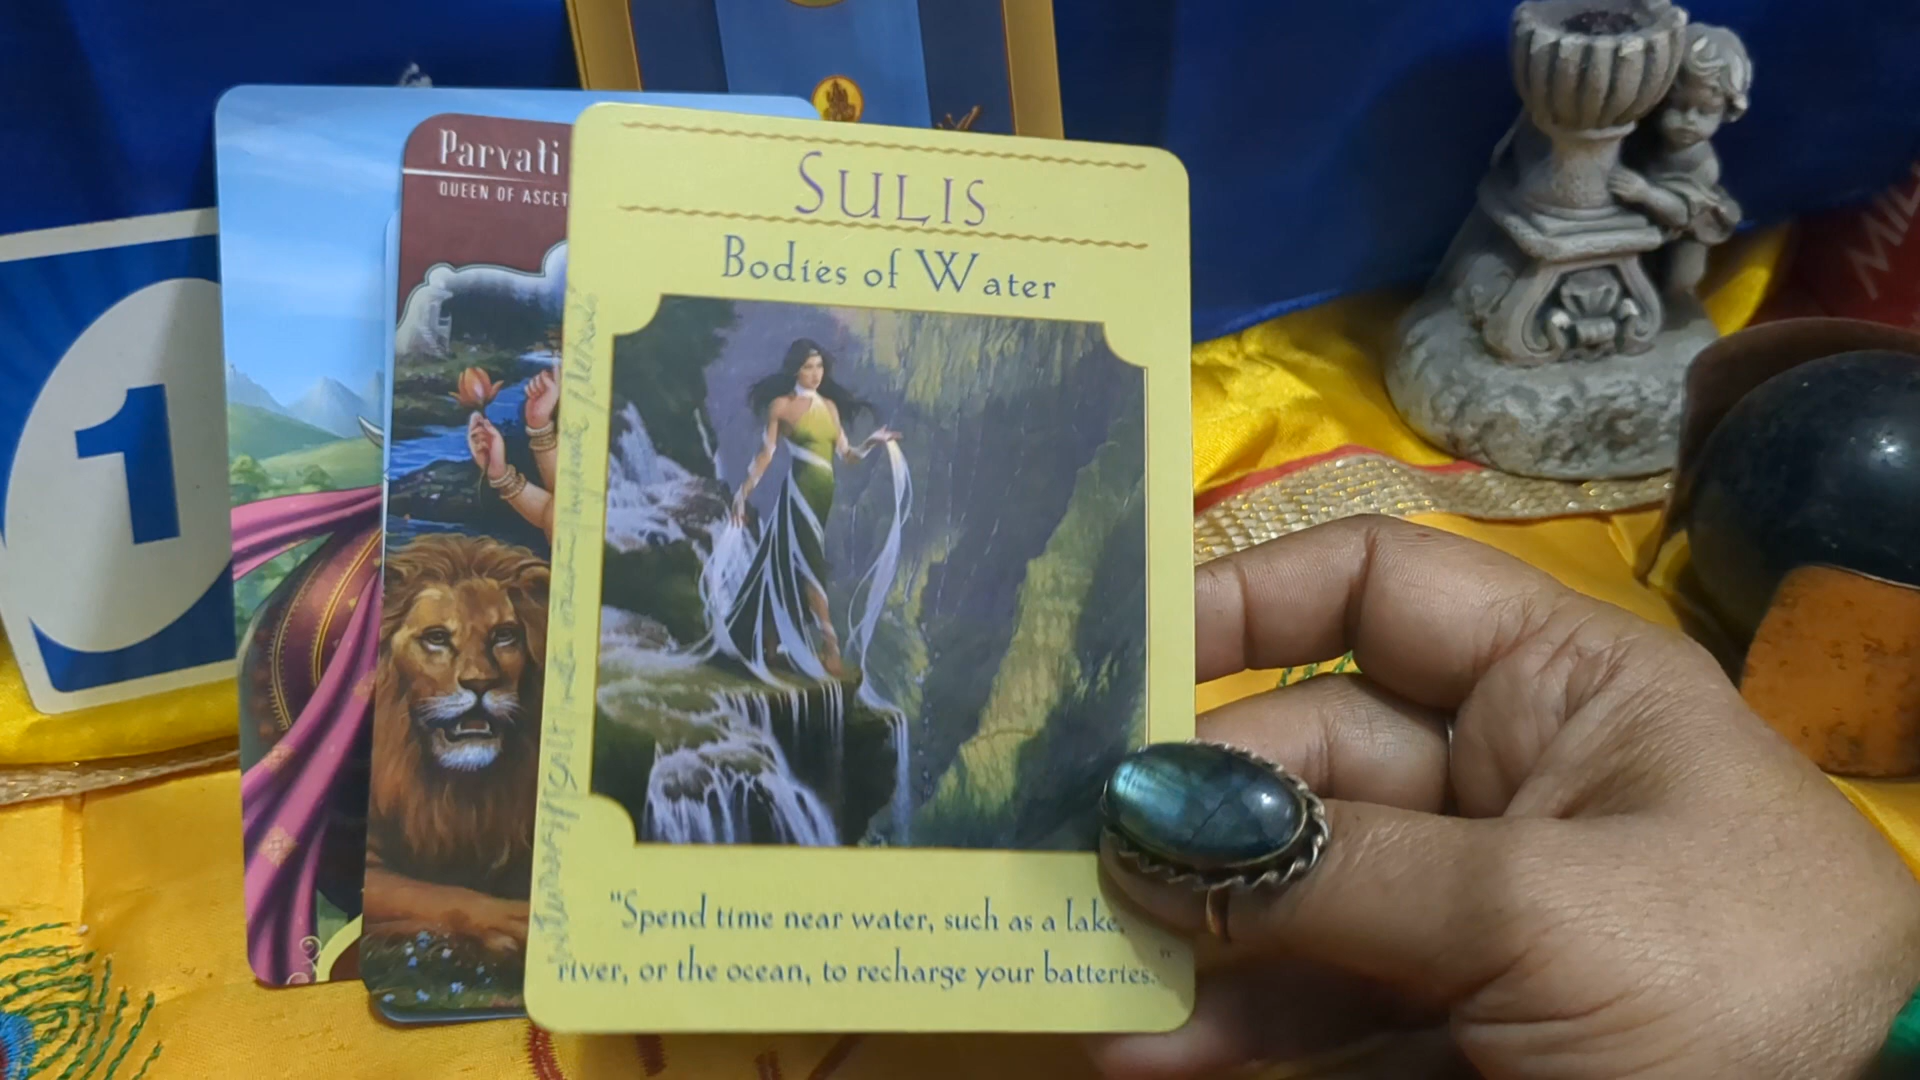 1
Parvati
QUEEN OF
SULIS
Bodies of Water
"Spend time near water, such as a lake,
river, or the ocean, to recharge your batteries."